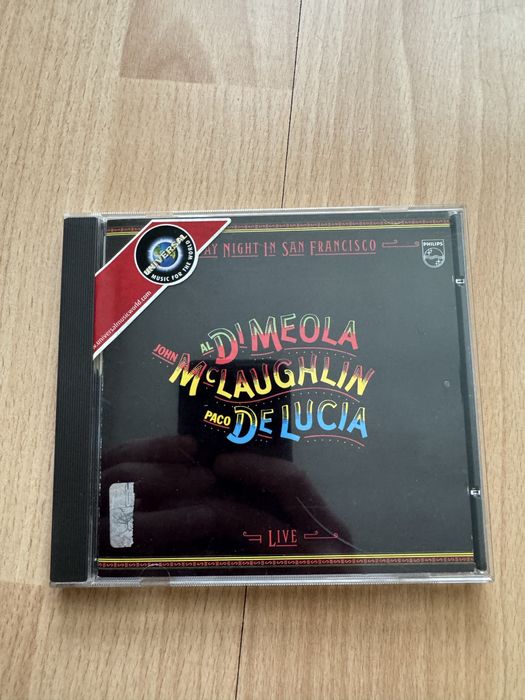 AY NIGHT IN SAN FRANCISCO
PHILIPS
UNIVERSAL
MUSIC FOR THE WORLD
.universalmusicworld.com
AL DI MEOLA
JOHN MCLAUGHLIN
PACO DE LUCIA
LIVE